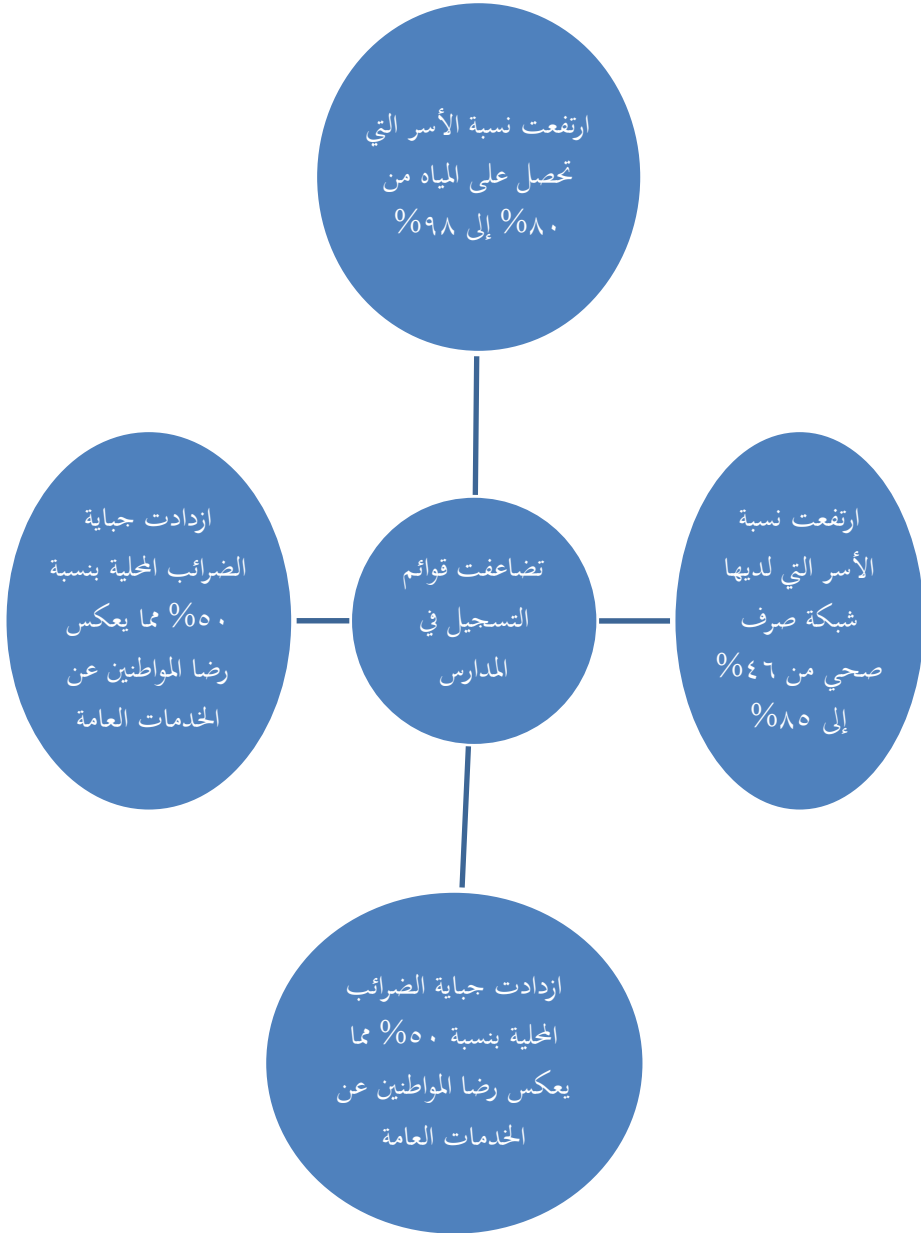 ارتفعت نسبة الأسر التي
تحصل على المياه من
٨٠% إلى ٩٨%
ارتفعت نسبة
الأسر التي لديها
شبكة صرف
صحي من ٤٦%
إلى ٨٥%
تضاعفت قوائم
التسجيل في
المدارس
ازدادت جباية
الضرائب المحلية بنسبة
٥٠% مما يعكس
رضا المواطنين عن
الخدمات العامة
ازدادت جباية الضرائب
المحلية بنسبة ٥٠% مما
يعكس رضا المواطنين عن
الخدمات العامة